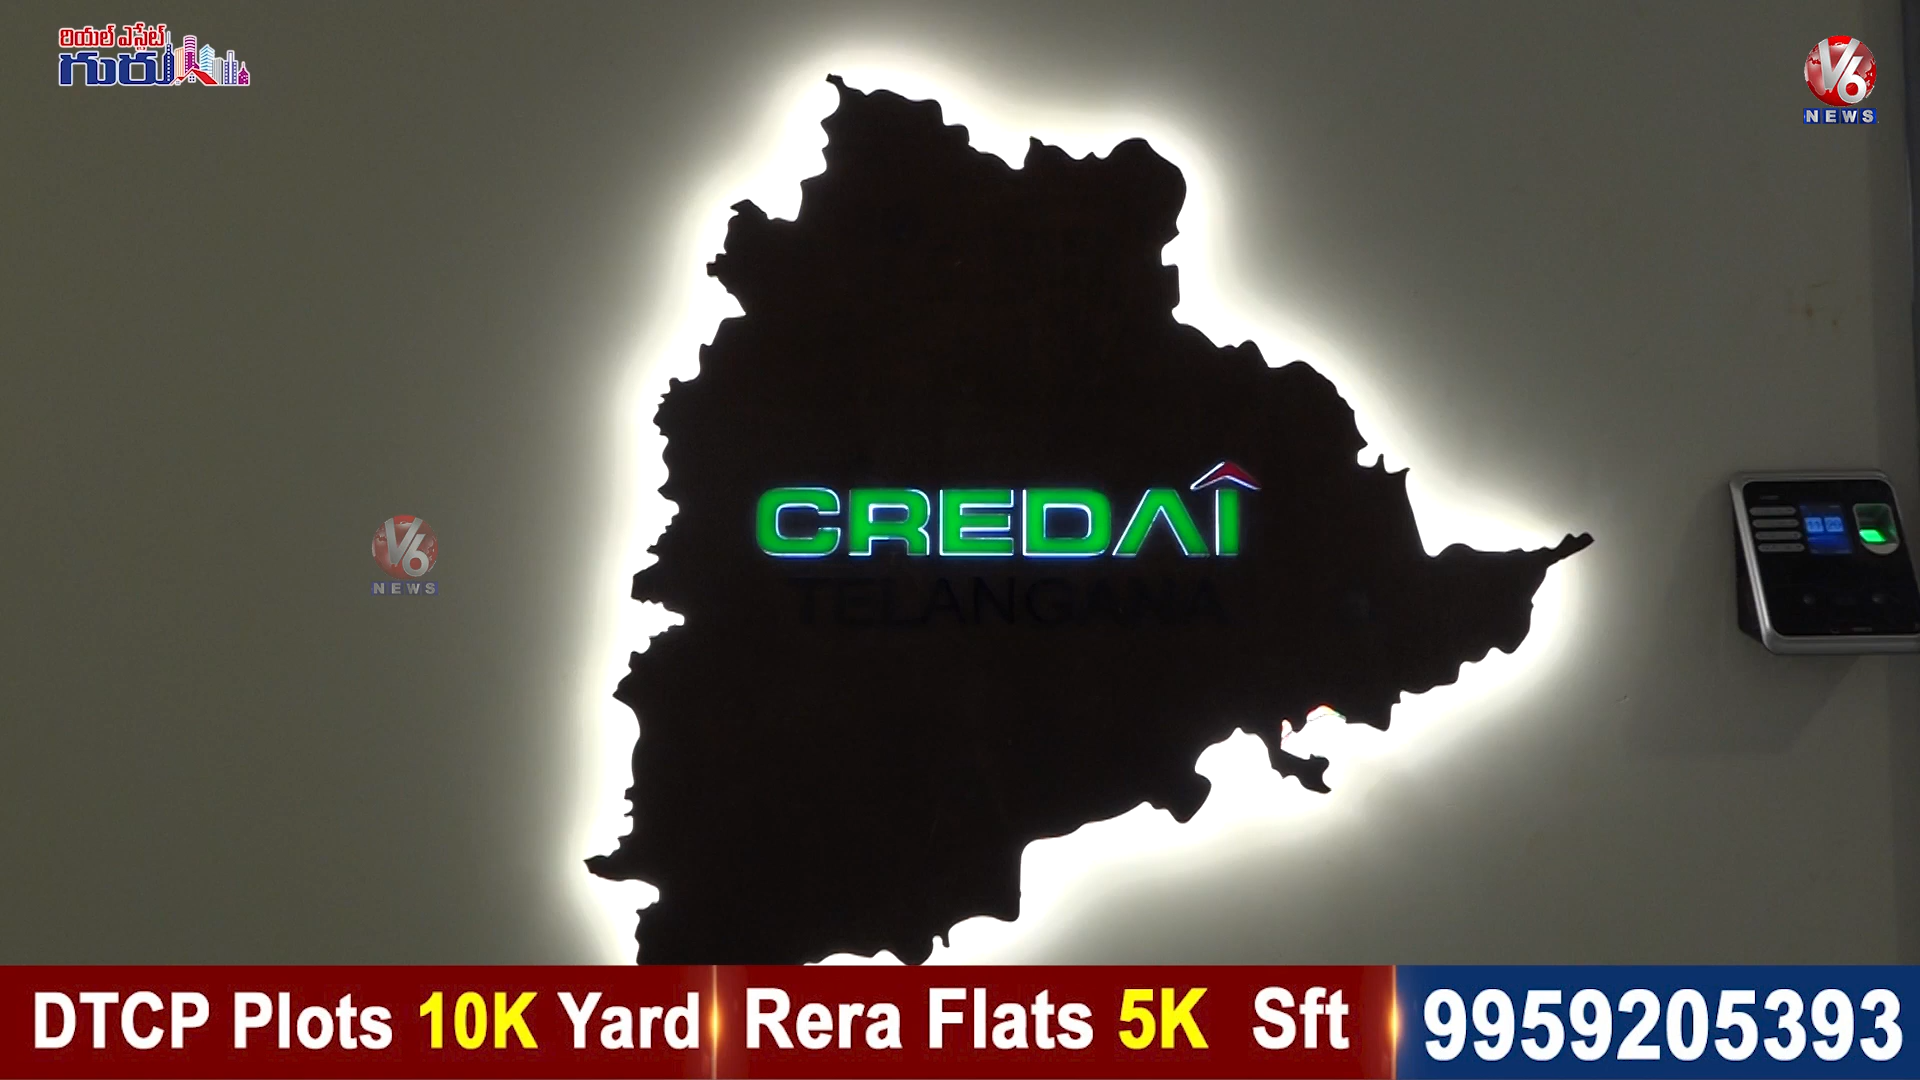 రియల్ ఎస్టేట్
గురు
V6
NEWS
CREDAI
TELANGANA
V6
NEWS
DTCP Plots 10K Yard
Rera Flats 5K Sft
9959205393